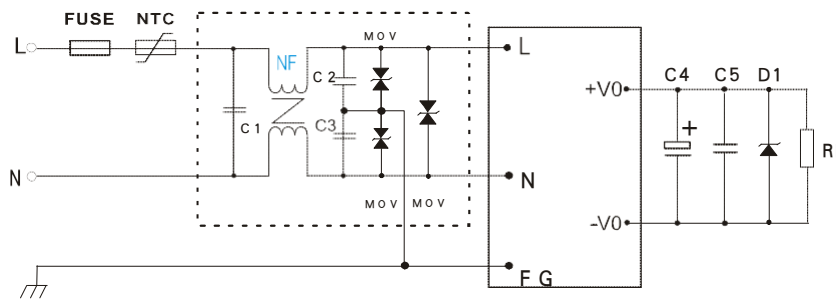 FUSE NTC
MOV
L
NF
L
C2
C4 C5 D1
+V0
C1
C3
+
R
N
N
MOV MOV
-V0
FG